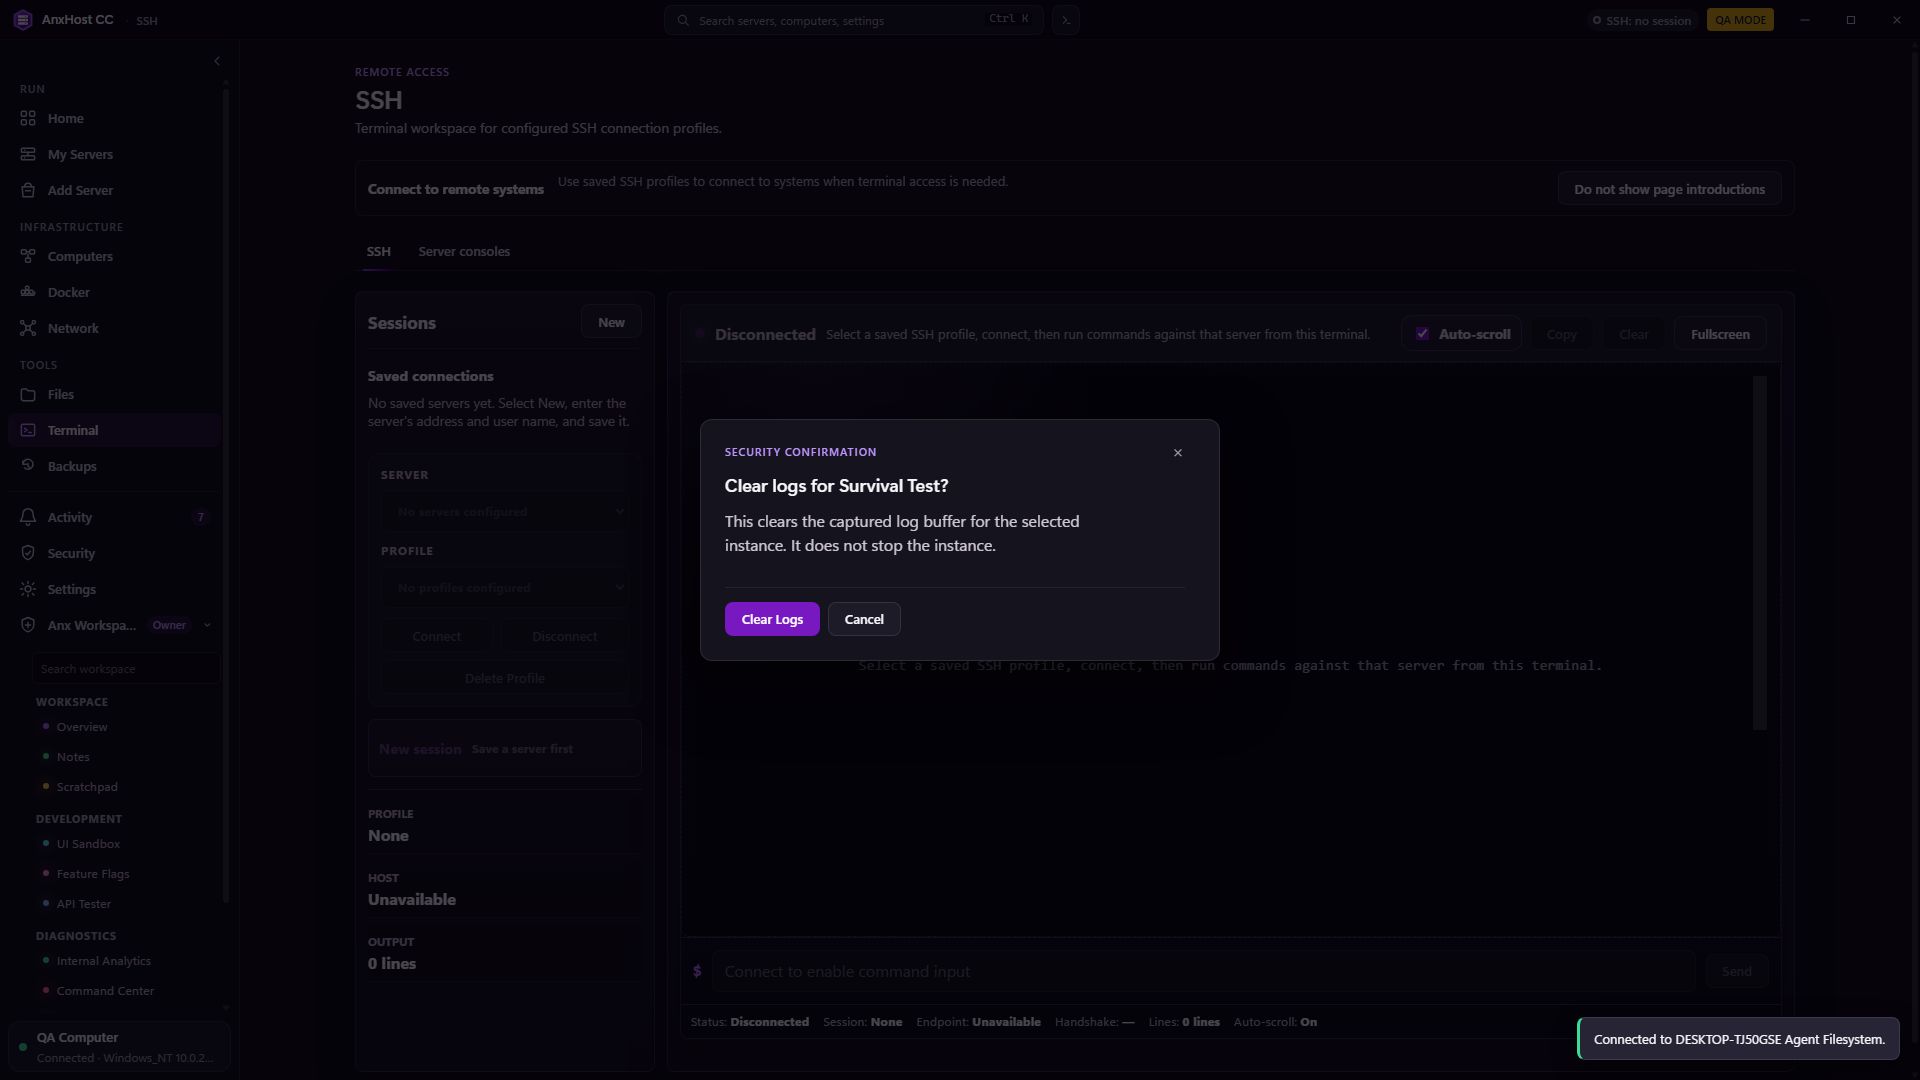 AnxHost CC · SSH
Search servers, computers, settings
Ctrl K
SSH: no session
QA MODE
RUN
Home
My Servers
Add Server
INFRASTRUCTURE
Computers
Docker
Network
TOOLS
Files
Terminal
Backups
Activity
7
Security
Settings
Anx Workspa...
Owner
Search workspace
WORKSPACE
Overview
Notes
Scratchpad
DEVELOPMENT
UI Sandbox
Feature Flags
API Tester
DIAGNOSTICS
Internal Analytics
Command Center
QA Computer
Connected · Windows_NT 10.0.2...
REMOTE ACCESS
SSH
Terminal workspace for configured SSH connection profiles.
Connect to remote systems
Use saved SSH profiles to connect to systems when terminal access is needed.
Do not show page introductions
SSH
Server consoles
Sessions
New
Saved connections
No saved servers yet. Select New, enter the
server's address and user name, and save it.
SERVER
No servers configured
PROFILE
No profiles configured
Connect
Disconnect
Delete Profile
New session
Save a server first
PROFILE
None
HOST
Unavailable
OUTPUT
0 lines
Disconnected
Select a saved SSH profile, connect, then run commands against that server from this terminal.
Auto-scroll
Copy
Clear
Fullscreen
SECURITY CONFIRMATION
Clear logs for Survival Test?
This clears the captured log buffer for the selected
instance. It does not stop the instance.
Clear Logs
Cancel
Select a saved SSH profile, connect, then run commands against that server from this terminal.
$
Connect to enable command input
Send
Status: Disconnected
Session: None
Endpoint: Unavailable
Handshake: —
Lines: 0 lines
Auto-scroll: On
Connected to DESKTOP-TJ50GSE Agent Filesystem.